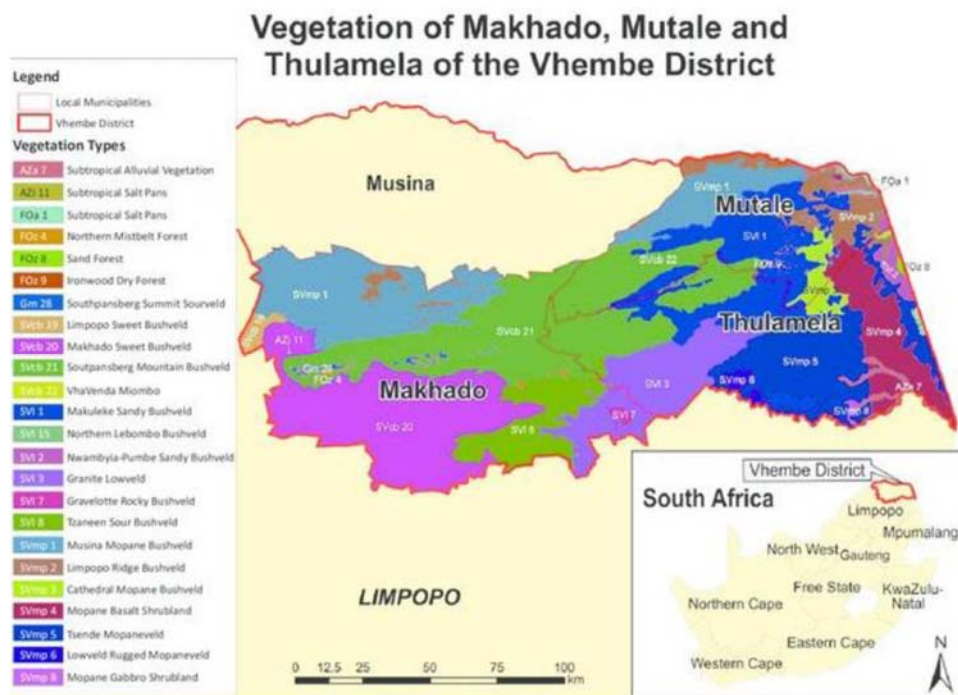 Vegetation of Makhado, Mutale and
Thulamela of the Vhembe District
Legend
Local Municipalities
Vhembe District
Vegetation Types
AZa 7 Subtropical Alluvial Vegetation
AZi 11 Subtropical Salt Pans
FOa 1 Subtropical Salt Pans
FOz 4 Northern Mistbelt Forest
FOz 8 Sand Forest
FOz 9 Ironwood Dry Forest
Gm 28 Southpansberg Summit Sourveld
SVcb 19 Limpopo Sweet Bushveld
SVcb 20 Makhado Sweet Bushveld
SVcb 21 Soutpansberg Mountain Bushveld
SVcb 22 VhaVenda Miombo
SVl 1 Makuleke Sandy Bushveld
SVl 15 Northern Lebombo Bushveld
SVl 2 Nwambyia-Pumbe Sandy Bushveld
SVl 3 Granite Lowveld
SVl 7 Gravelotte Rocky Bushveld
SVl 8 Tzaneen Sour Bushveld
SVmp 1 Musina Mopane Bushveld
SVmp 2 Limpopo Ridge Bushveld
SVmp 3 Cathedral Mopane Bushveld
SVmp 4 Mopane Basalt Shrubland
SVmp 5 Tsende Mopaneveld
SVmp 6 Lowveld Rugged Mopaneveld
SVmp 8 Mopane Gabbro Shrubland
Musina
SVmp 1
FOa 1
Mutale
SVmp 2
SVl 1
SVcb 22
FOz 9
FOz 8
SVmp 1
SVmp
Thulamela
SVcb 21
SVmp 4
AZi 11
SVmp 5
Gm 28
FOz 4
Makhado
SVl 3
SVmp 6
AZa 7
SVl 7
SVmp 8
SVcb 20
SVl 8
LIMPOPO
0 12.5 25 50 75 100
km
Vhembe District
South Africa
Limpopo
Mpumalang
North West
Gauteng
Free State
KwaZulu-
Natal
Northern Cape
Eastern Cape
Western Cape
N